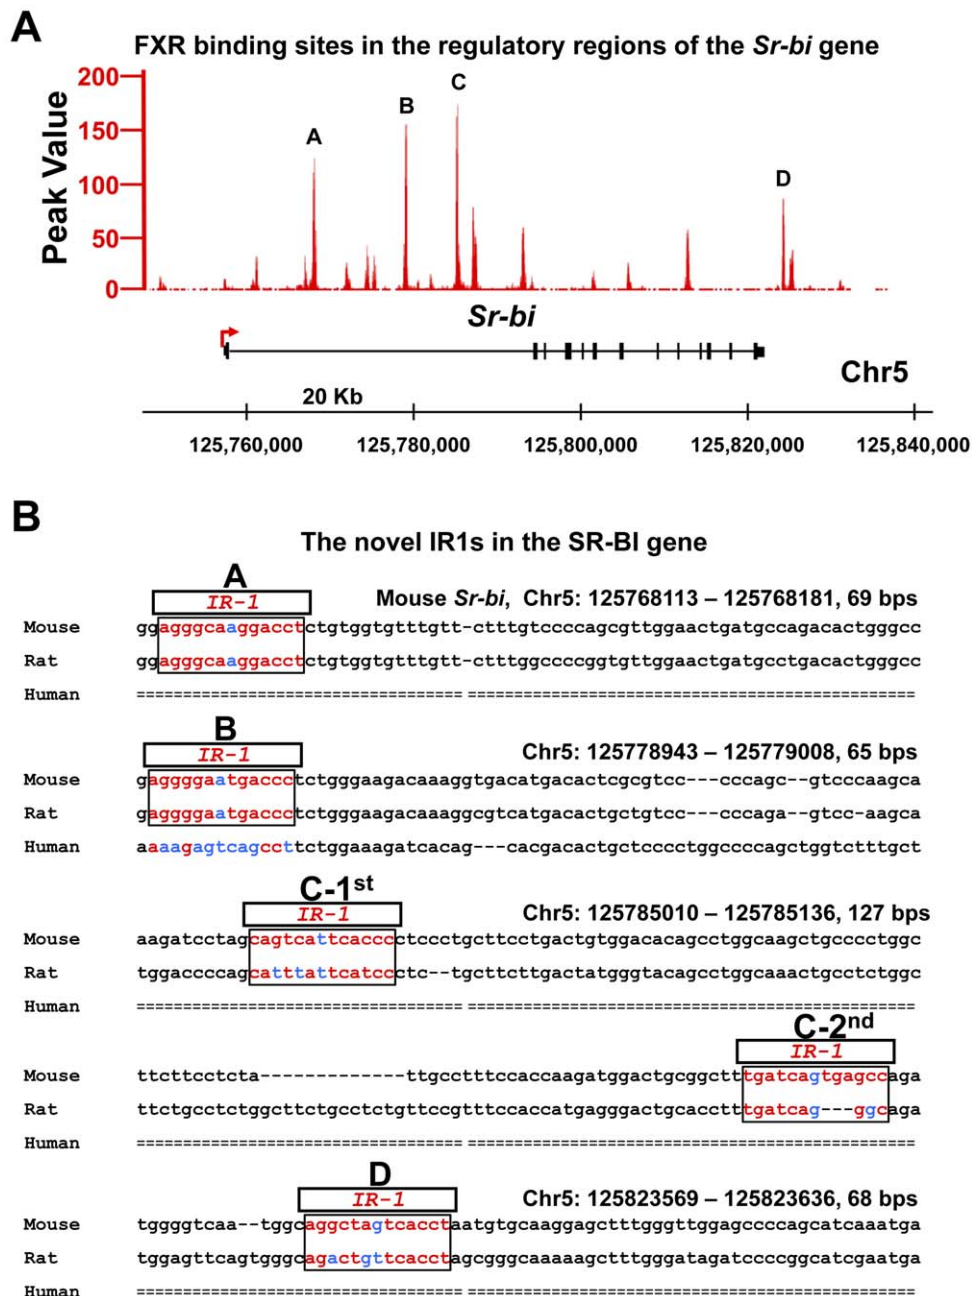 A
FXR binding sites in the regulatory regions of the Sr-bi gene
Peak Value
200
150
100
50
0
A
B
C
D
Sr-bi
Chr5
20 Kb
125,760,000 125,780,000 125,800,000 125,820,000 125,840,000
B
The novel IR1s in the SR-BI gene
A
IR-1
Mouse Sr-bi, Chr5: 125768113 – 125768181, 69 bps
Mouse ggagggcaaggacctctgtggtgtttgtt-ctttgtccccagcgttggaactgatgccagacactgggcc
Rat ggagggcaaggacctctgtggtgtttgtt-ctttggccccggtgttggaactgatgcctgacactgggcc
Human ======================================================================
B
IR-1
Chr5: 125778943 – 125779008, 65 bps
Mouse gaggggaatgaccctctgggaagacaaaggtgacatgacactcgcgtcc---cccagc--gtcccaagca
Rat gaggggaatgaccctctgggaagacaaaggcgtcatgacactgctgtcc---cccaga--gtcc-aagca
Human aaaagagtcagccttctggaaagatcacag---cacgacactgctcccctggccccagctggtctttgct
C-1st
IR-1
Chr5: 125785010 – 125785136, 127 bps
Mouse aagatcctagcagtcattcacccctccctgcttcctgactgtggacacagcctggcaagctgcccctggc
Rat tggaccccagcatttattcatccctc--tgcttcttgactatgggtacagcctggcaaactgcctctggc
Human ======================================================================
C-2nd
IR-1
Mouse ttcttcctcta-------------ttgcctttccaccaagatggactgcggctttgatcagtgagccaga
Rat ttctgcctctggcttctgcctctgttccgtttccaccatgagggactgcaccttttgatcag---ggcaga
Human ======================================================================
D
IR-1
Chr5: 125823569 – 125823636, 68 bps
Mouse tggggtcaa--tggcaggctagtcacctaatgtgcaaggagctttgggttggagccccagcatcaaatga
Rat tggagttcagtgggcagactgttcacctagcgggcaaaaagctttgggatagatccccggcatcgaatga
Human ======================================================================